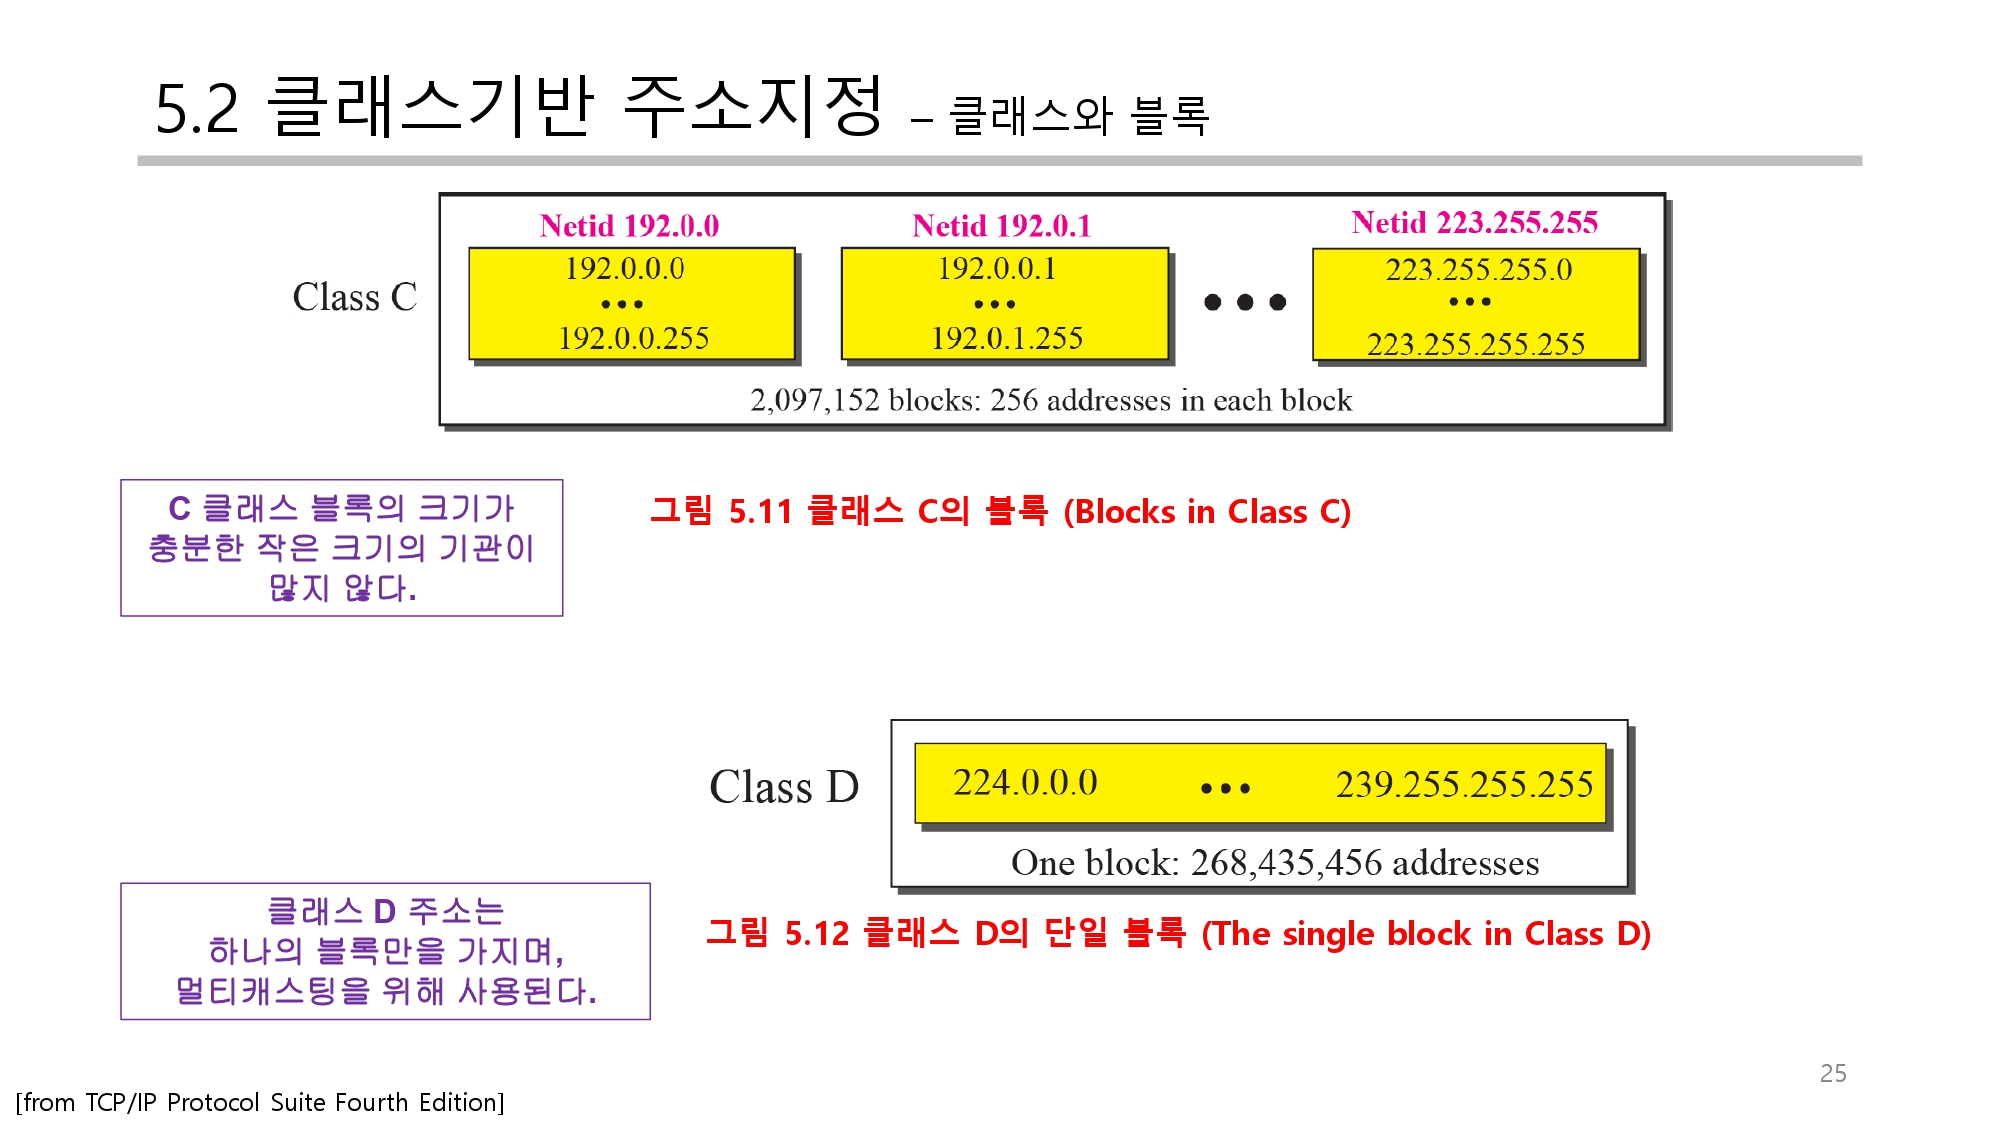 5.2 클래스기반 주소지정 – 클래스와 블록
Netid 192.0.0
Netid 192.0.1
Netid 223.255.255
Class C
192.0.0.0
•••
192.0.0.255
192.0.0.1
•••
192.0.1.255
•••
223.255.255.0
•••
223.255.255.255
2,097,152 blocks: 256 addresses in each block
C 클래스 블록의 크기가
충분한 작은 크기의 기관이
많지 않다.
그림 5.11 클래스 C의 블록 (Blocks in Class C)
Class D
224.0.0.0 ••• 239.255.255.255
One block: 268,435,456 addresses
클래스 D 주소는
하나의 블록만을 가지며,
멀티캐스팅을 위해 사용된다.
그림 5.12 클래스 D의 단일 블록 (The single block in Class D)
25
[from TCP/IP Protocol Suite Fourth Edition]